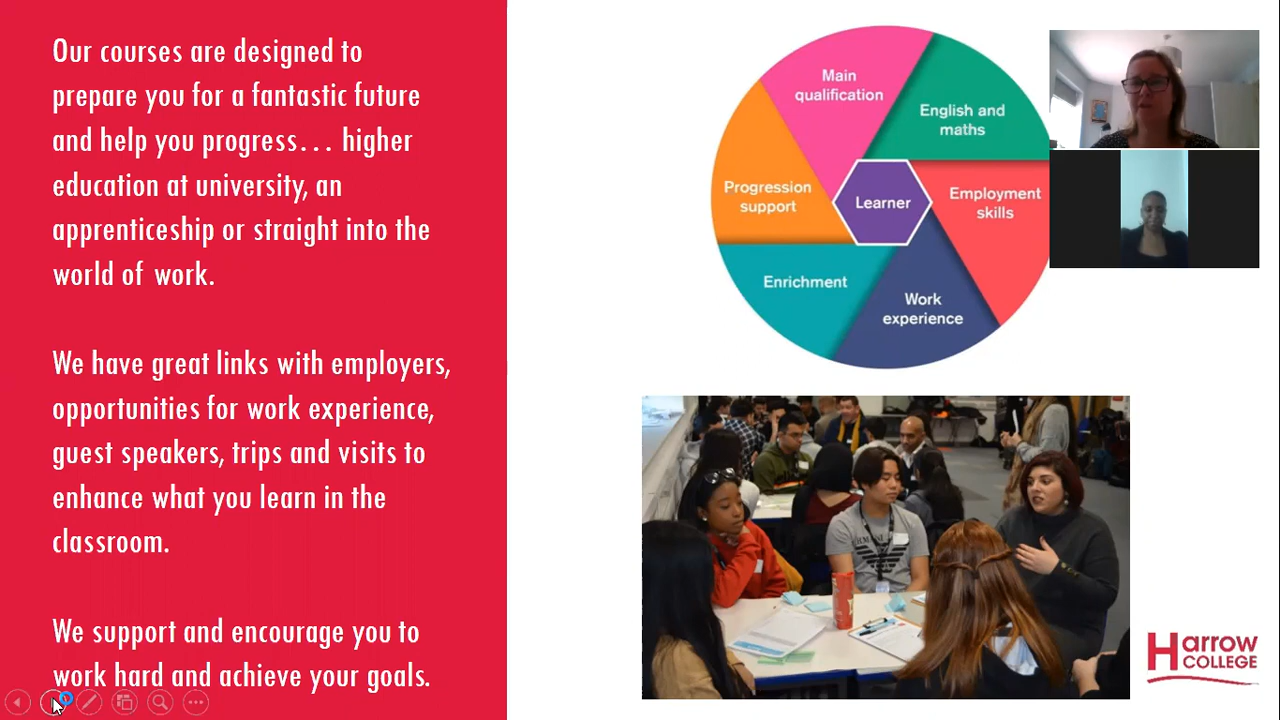 Our courses are designed to
prepare you for a fantastic future
and help you progress... higher
education at university, an
apprenticeship or straight into the
world of work.
We have great links with employers,
opportunities for work experience,
guest speakers, trips and visits to
enhance what you learn in the
classroom.
We support and encourage you to
work hard and achieve your goals.
Main
qualification
English and
maths
Progression
support
Learner
Employment
skills
Enrichment
Work
experience
Harrow
COLLEGE